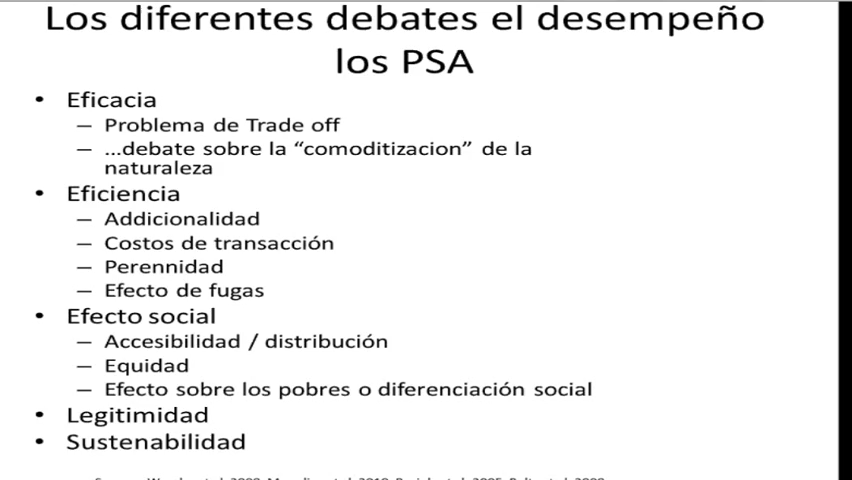 Los diferentes debates el desempeño
los PSA
• Eficacia
– Problema de Trade off
– ...debate sobre la “comoditizacion” de la
naturaleza
• Eficiencia
– Addicionalidad
– Costos de transacción
– Perennidad
– Efecto de fugas
• Efecto social
– Accesibilidad / distribución
– Equidad
– Efecto sobre los pobres o diferenciación social
• Legitimidad
• Sustenabilidad